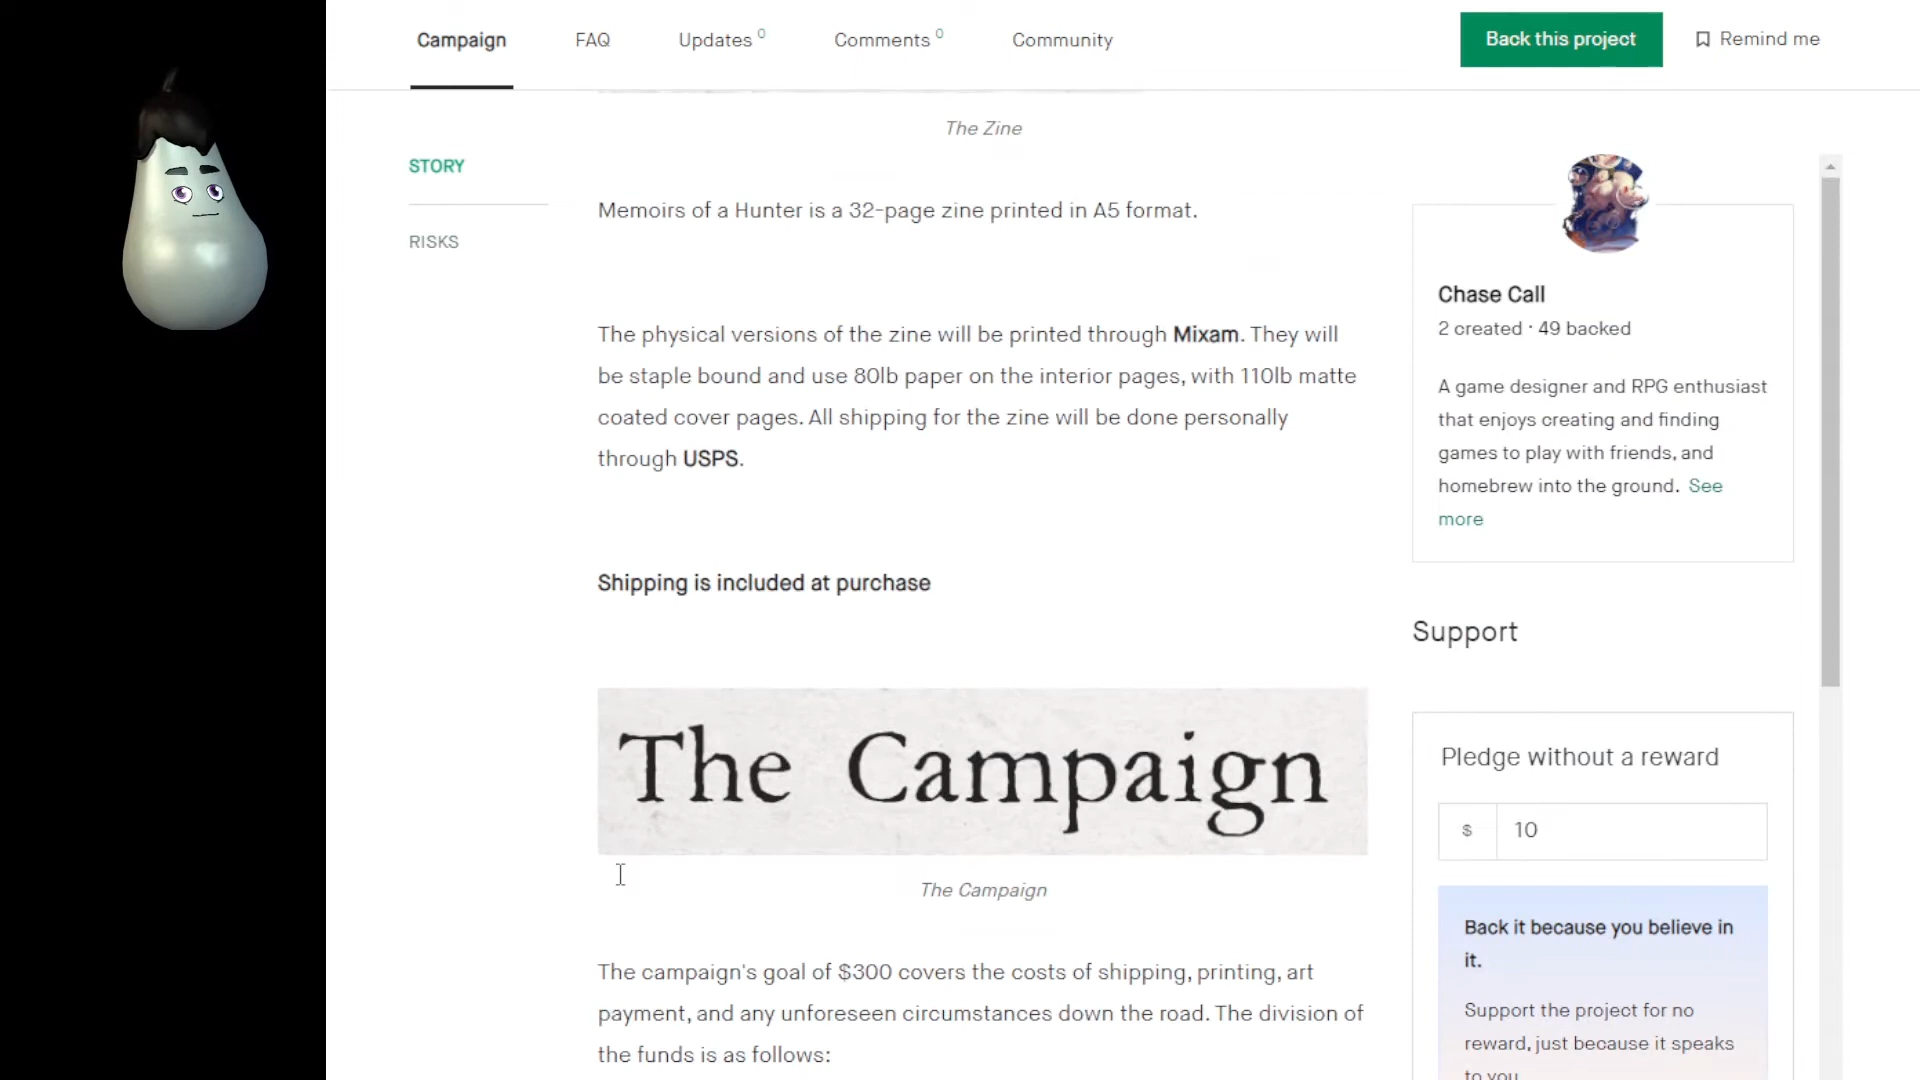 Campaign
FAQ
Updates 0
Comments 0
Community
Back this project
Remind me
The Zine
STORY
RISKS
Memoirs of a Hunter is a 32-page zine printed in A5 format.
The physical versions of the zine will be printed through Mixam. They will
be staple bound and use 80lb paper on the interior pages, with 110lb matte
coated cover pages. All shipping for the zine will be done personally
through USPS.
Shipping is included at purchase
The Campaign
The Campaign
The campaign's goal of $300 covers the costs of shipping, printing, art
payment, and any unforeseen circumstances down the road. The division of
the funds is as follows:
Chase Call
2 created · 49 backed
A game designer and RPG enthusiast
that enjoys creating and finding
games to play with friends, and
homebrew into the ground. See
more
Support
Pledge without a reward
$ 10
Back it because you believe in
it.
Support the project for no
reward, just because it speaks
to you.